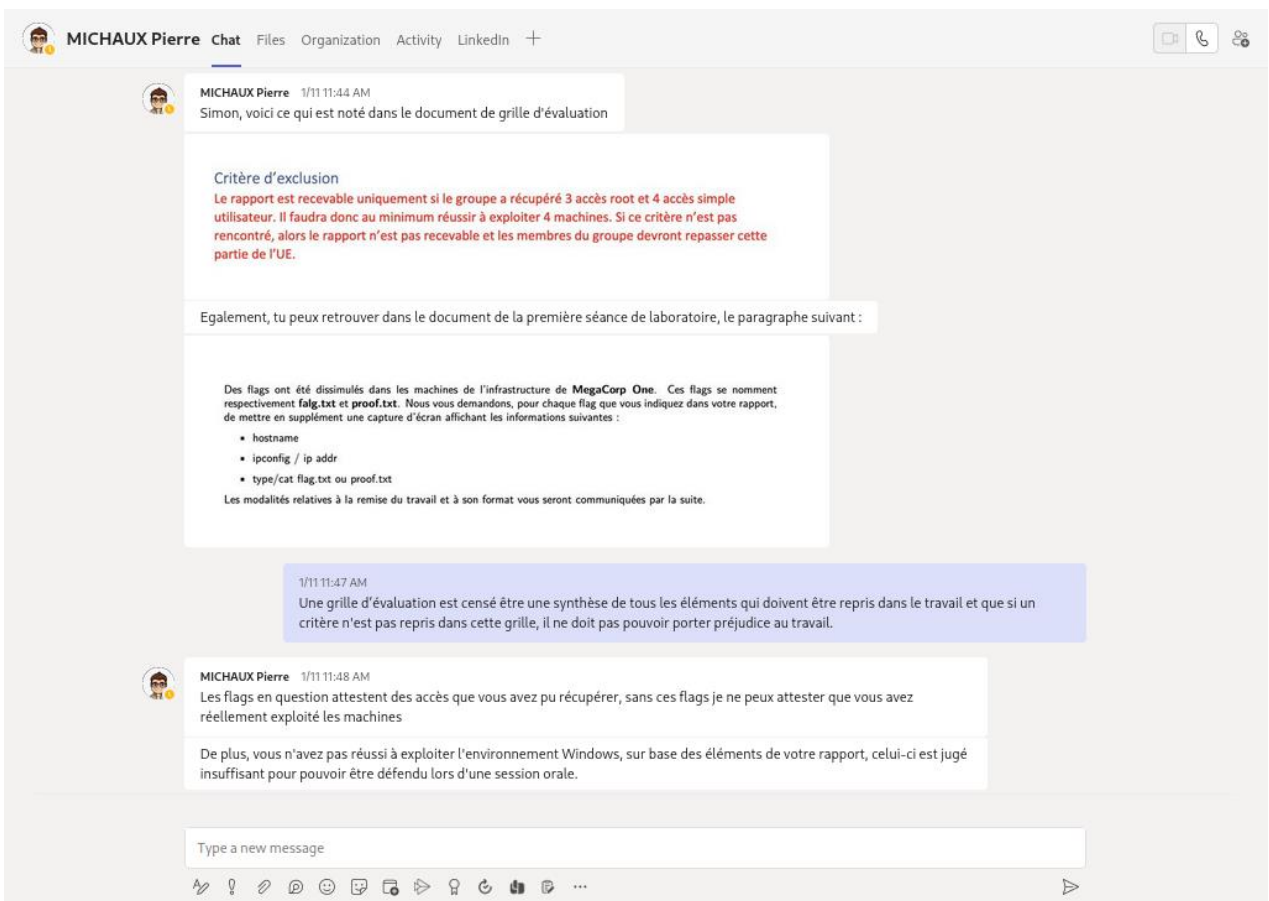 MICHAUX Pierre Chat Files Organization Activity LinkedIn
MICHAUX Pierre 1/11 11:44 AM
Simon, voici ce qui est noté dans le document de grille d'évaluation
Critère d'exclusion
Le rapport est recevable uniquement si le groupe a récupéré 3 accès root et 4 accès simple
utilisateur. Il faudra donc au minimum réussir à exploiter 4 machines. Si ce critère n'est pas
rencontré, alors le rapport n'est pas recevable et les membres du groupe devront repasser cette
partie de l'UE.
Egalement, tu peux retrouver dans le document de la première séance de laboratoire, le paragraphe suivant :
Des flags ont été dissimulés dans les machines de l'infrastructure de MegaCorp One. Ces flags se nomment
respectivement falg.txt et proof.txt. Nous vous demandons, pour chaque flag que vous indiquez dans votre rapport,
de mettre en supplément une capture d'écran affichant les informations suivantes :
▪ hostname
▪ ipconfig / ip addr
▪ type/cat flag.txt ou proof.txt
Les modalités relatives à la remise du travail et à son format vous seront communiquées par la suite.
1/11 11:47 AM
Une grille d'évaluation est censé être une synthèse de tous les éléments qui doivent être repris dans le travail et que si un
critère n'est pas repris dans cette grille, il ne doit pas pouvoir porter préjudice au travail.
MICHAUX Pierre 1/11 11:48 AM
Les flags en question attestent des accès que vous avez pu récupérer, sans ces flags je ne peux attester que vous avez
réellement exploité les machines
De plus, vous n'avez pas réussi à exploiter l'environnement Windows, sur base des éléments de votre rapport, celui-ci est jugé
insuffisant pour pouvoir être défendu lors d'une session orale.
Type a new message